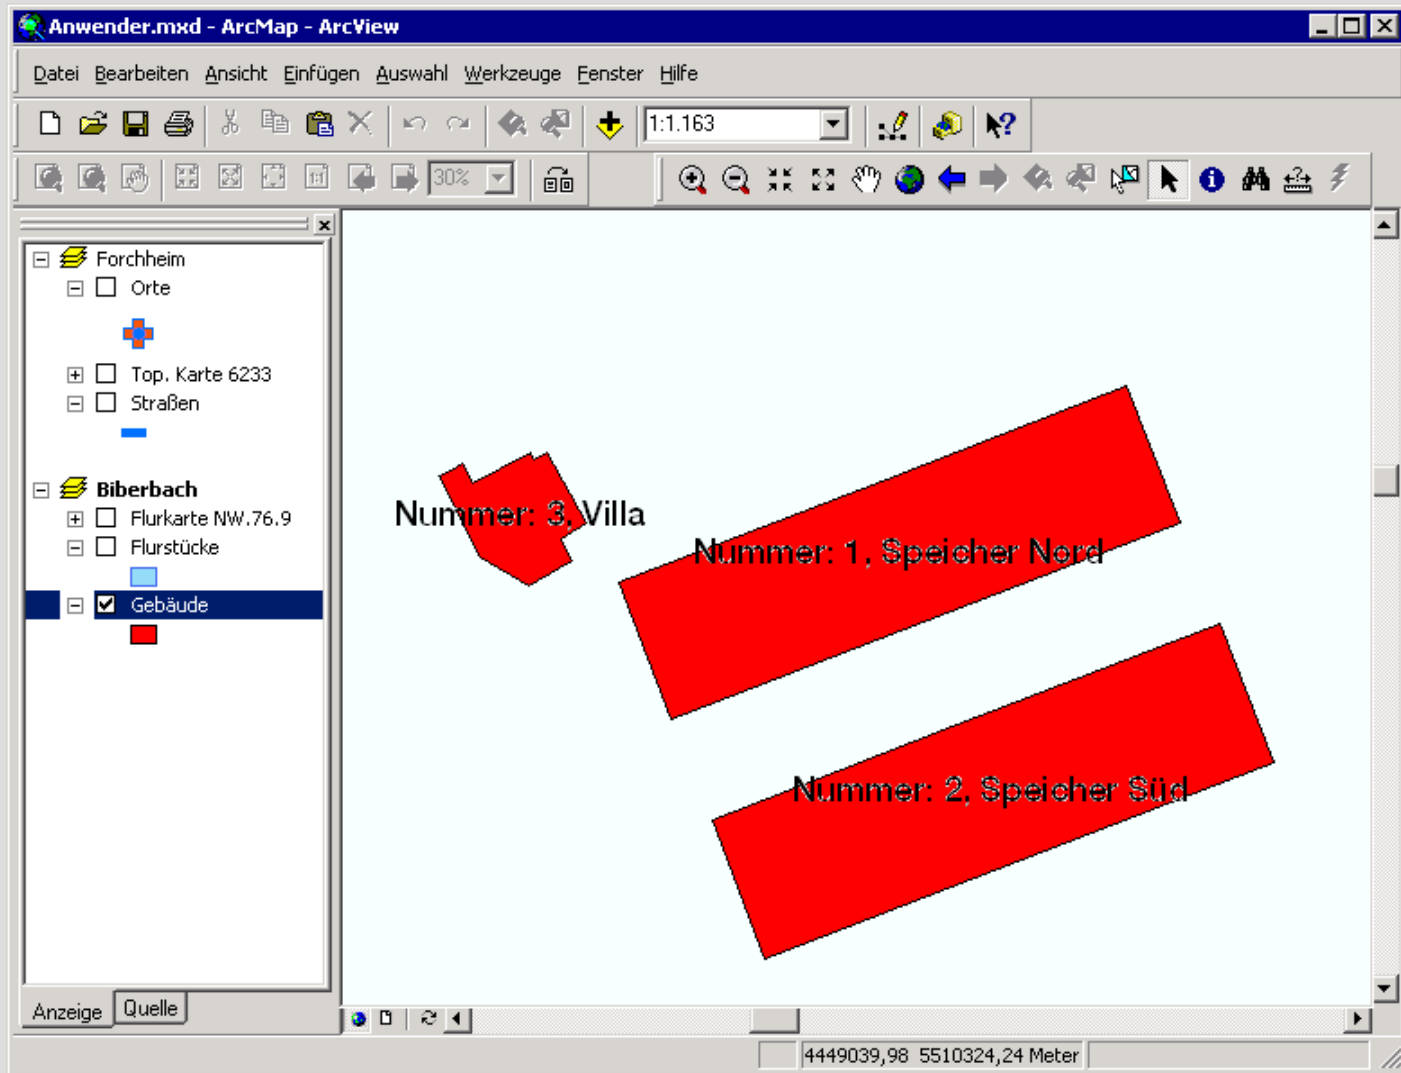 Anwender.mxd - ArcMap - ArcView
Datei Bearbeiten Ansicht Einfügen Auswahl Werkzeuge Fenster Hilfe
1:1.163
1:1
30%
Forchheim
Orte
Top. Karte 6233
Straßen
Biberbach
Flurkarte NW.76.9
Flurstücke
Gebäude
Nummer: 3, Villa
Nummer: 1, Speicher Nord
Nummer: 2, Speicher Süd
Anzeige Quelle
4449039,98 5510324,24 Meter